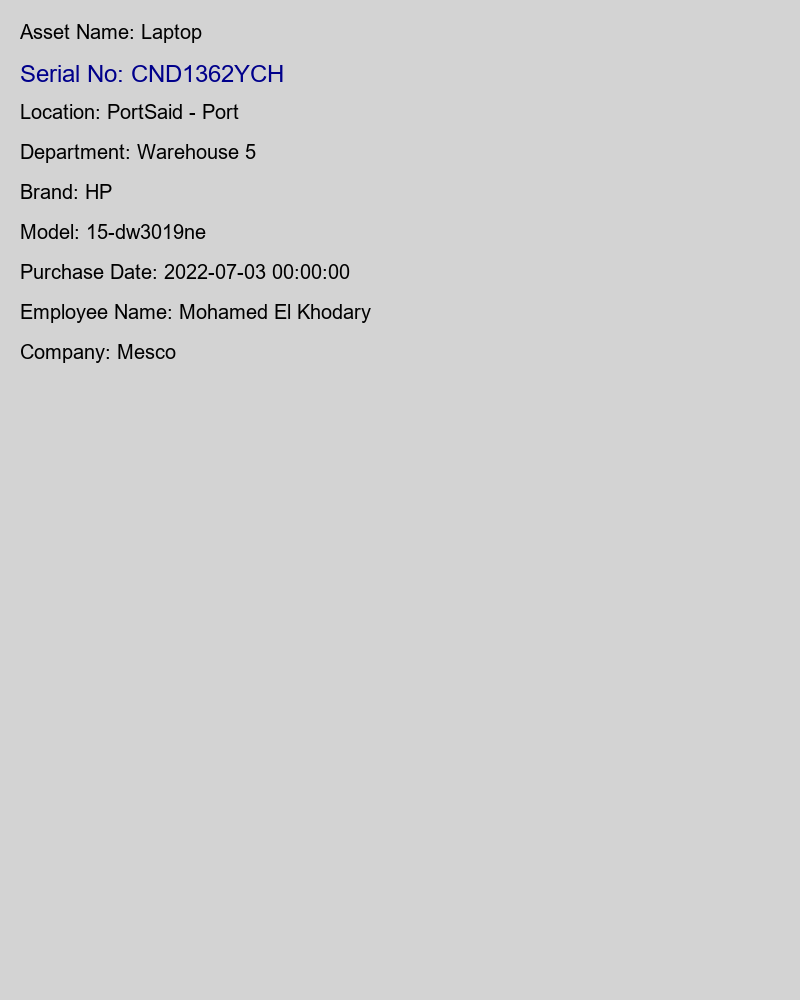 Asset Name: Laptop
Serial No: CND1362YCH
Location: PortSaid - Port
Department: Warehouse 5
Brand: HP
Model: 15-dw3019ne
Purchase Date: 2022-07-03 00:00:00
Employee Name: Mohamed El Khodary
Company: Mesco